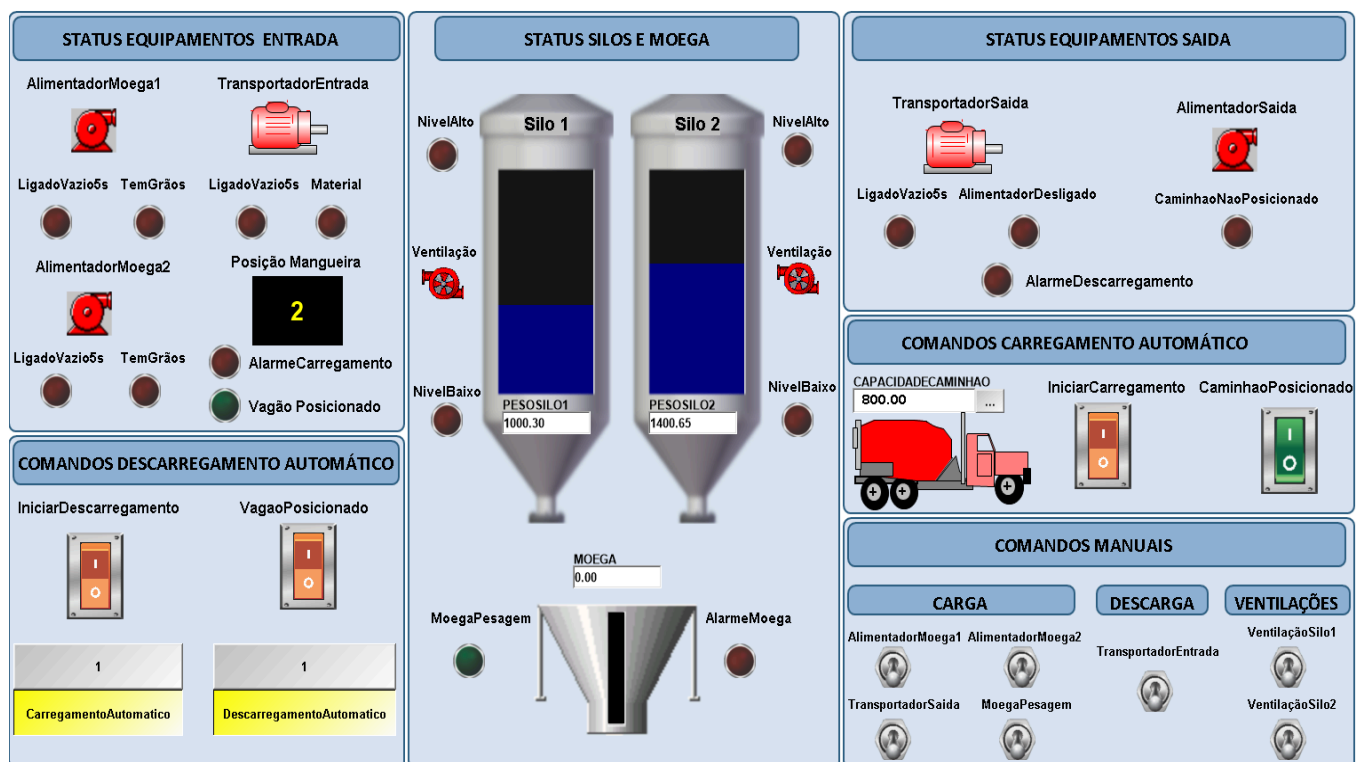 STATUS EQUIPAMENTOS ENTRADA
AlimentadorMoega1
TransportadorEntrada
LigadoVazio5s
TemGrãos
LigadoVazio5s
Material
AlimentadorMoega2
Posição Mangueira
2
LigadoVazio5s
TemGrãos
AlarmeCarregamento
Vagão Posicionado
COMANDOS DESCARREGAMENTO AUTOMÁTICO
IniciarDescarregamento
VagaoPosicionado
I
O
I
O
1
1
CarregamentoAutomatico
DescarregamentoAutomatico
STATUS SILOS E MOEGA
NivelAlto
Silo 1
Silo 2
NivelAlto
Ventilação
Ventilação
NivelBaixo
NivelBaixo
PESOSILO1
1000.30
PESOSILO2
1400.65
MOEGA
0.00
MoegaPesagem
AlarmeMoega
STATUS EQUIPAMENTOS SAIDA
TransportadorSaida
AlimentadorSaida
LigadoVazio5s
AlimentadorDesligado
CaminhaoNaoPosicionado
AlarmeDescarregamento
COMANDOS CARREGAMENTO AUTOMÁTICO
CAPACIDADECAMINHAO
800.00
...
IniciarCarregamento
CaminhaoPosicionado
I
O
I
O
COMANDOS MANUAIS
CARGA
DESCARGA
VENTILAÇÕES
AlimentadorMoega1
AlimentadorMoega2
TransportadorEntrada
VentilaçãoSilo1
TransportadorSaida
MoegaPesagem
VentilaçãoSilo2